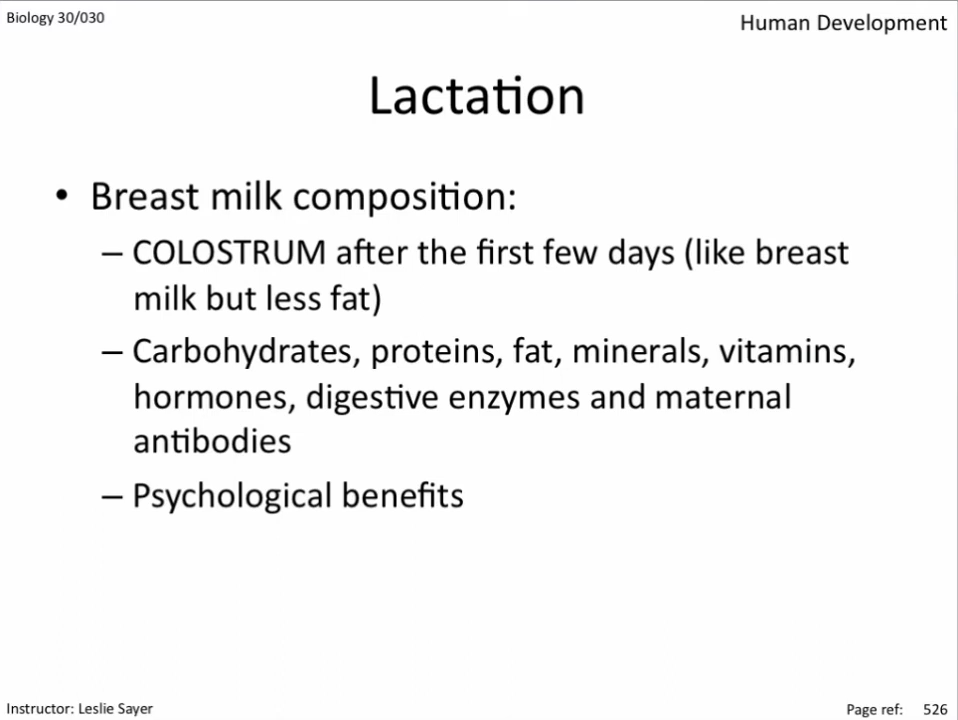 Biology 30/030
Human Development
Lactation
• Breast milk composition:
– COLOSTRUM after the first few days (like breast
milk but less fat)
– Carbohydrates, proteins, fat, minerals, vitamins,
hormones, digestive enzymes and maternal
antibodies
– Psychological benefits
Instructor: Leslie Sayer
Page ref: 526